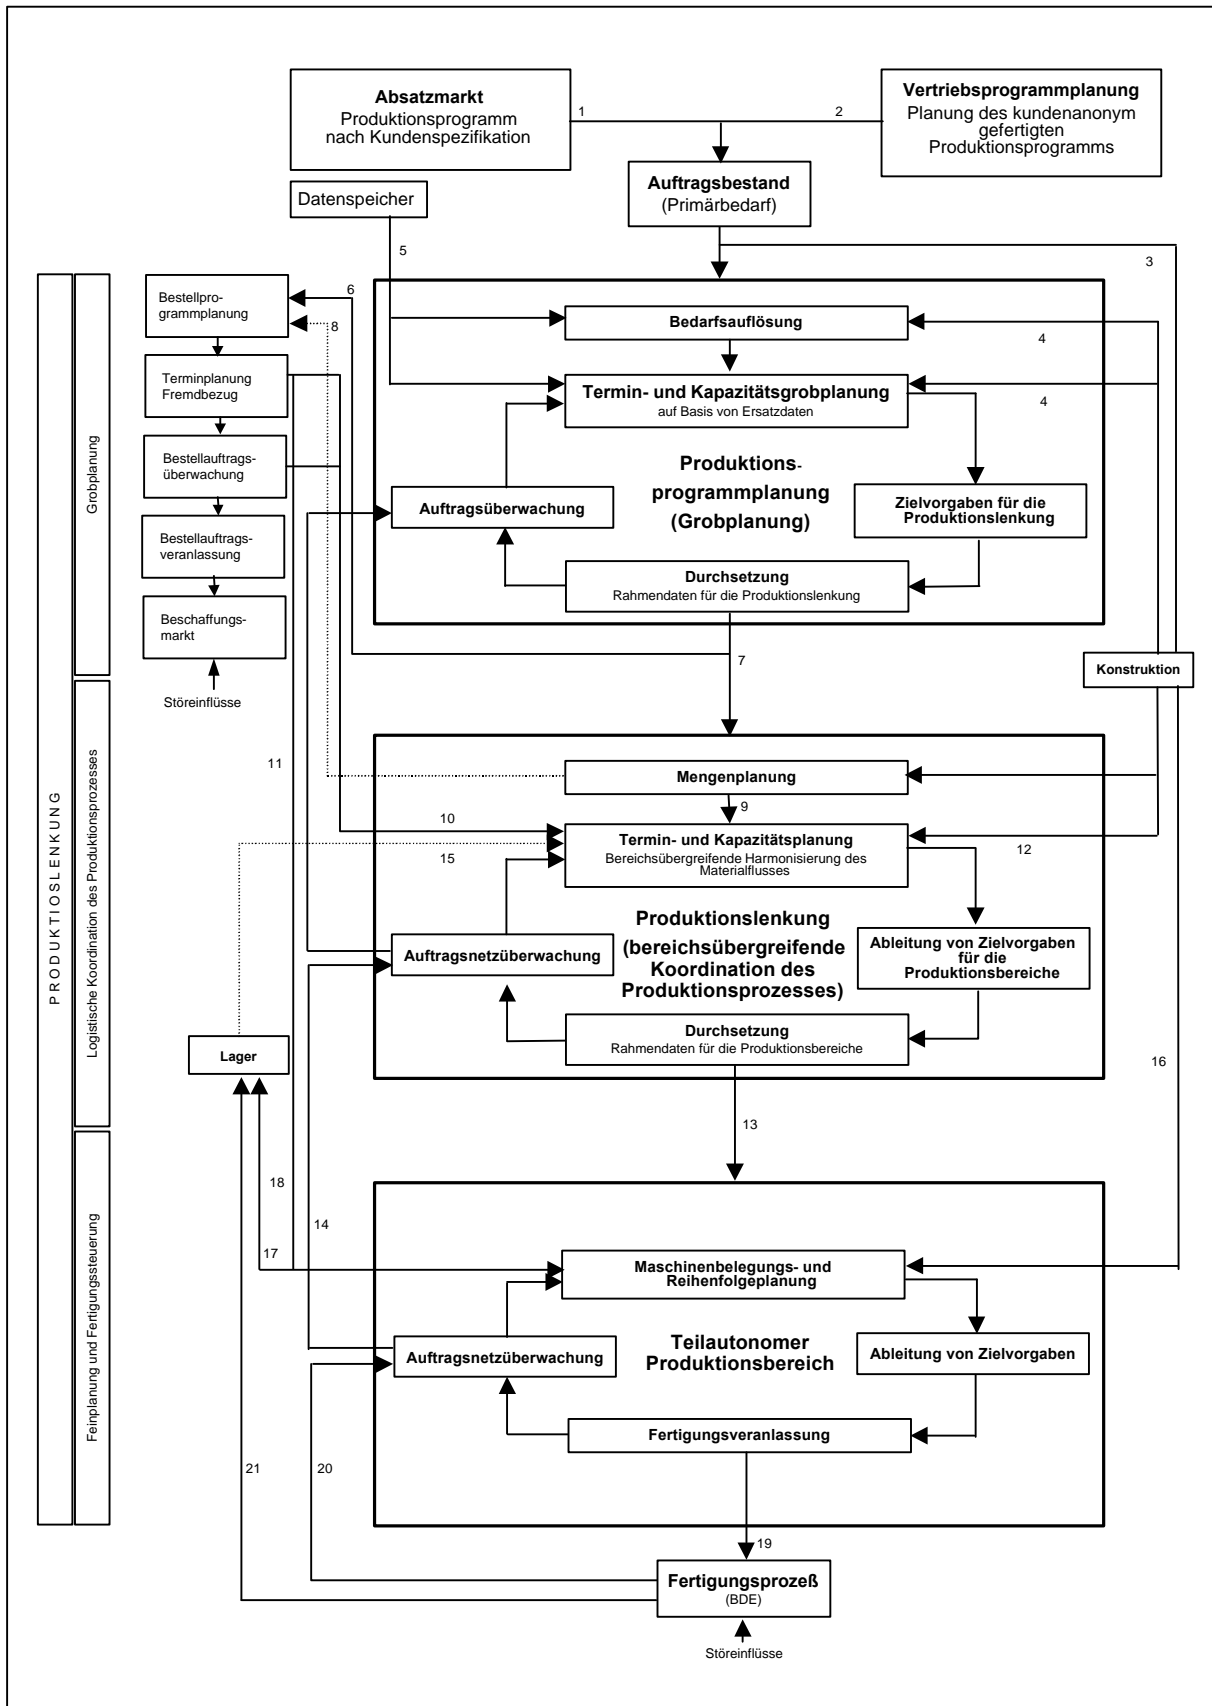 Absatzmarkt
Produktionsprogramm
nach Kundenspezifikation
1
2
Vertriebsprogrammplanung
Planung des kundenanonym
gefertigten
Produktionsprogramms
Auftragsbestand
(Primärbedarf)
Datenspeicher
5
3
PRODUKTIOSLENKUNG
Grobplanung
Bestellpro-
grammplanung
6
8
Terminplanung
Fremdbezug
Bestellauftrags-
überwachung
Bestellauftrags-
veranlassung
Beschaffungs-
markt
Störeinflüsse
Bedarfsauflösung
4
Termin- und Kapazitätsgrobplanung
auf Basis von Ersatzdaten
4
Produktions-
programmplanung
(Grobplanung)
Auftragsüberwachung
Zielvorgaben für die
Produktionslenkung
Durchsetzung
Rahmendaten für die Produktionslenkung
7
Konstruktion
Logistische Koordination des Produktionsprozesses
11
Mengenplanung
9
10
Termin- und Kapazitätsplanung
Bereichsübergreifende Harmonisierung des
Materialflusses
12
15
Produktionslenkung
(bereichsübergreifende
Koordination des
Produktionsprozesses)
Auftragsnetzüberwachung
Ableitung von Zielvorgaben
für die
Produktionsbereiche
Durchsetzung
Rahmendaten für die Produktionsbereiche
Lager
16
13
Feinplanung und Fertigungssteuerung
18
14
17
Maschinenbelegungs- und
Reihenfolgeplanung
Teilautonomer
Produktionsbereich
Auftragsnetzüberwachung
Ableitung von Zielvorgaben
Fertigungsveranlassung
21
20
19
Fertigungsprozeß
(BDE)
Störeinflüsse